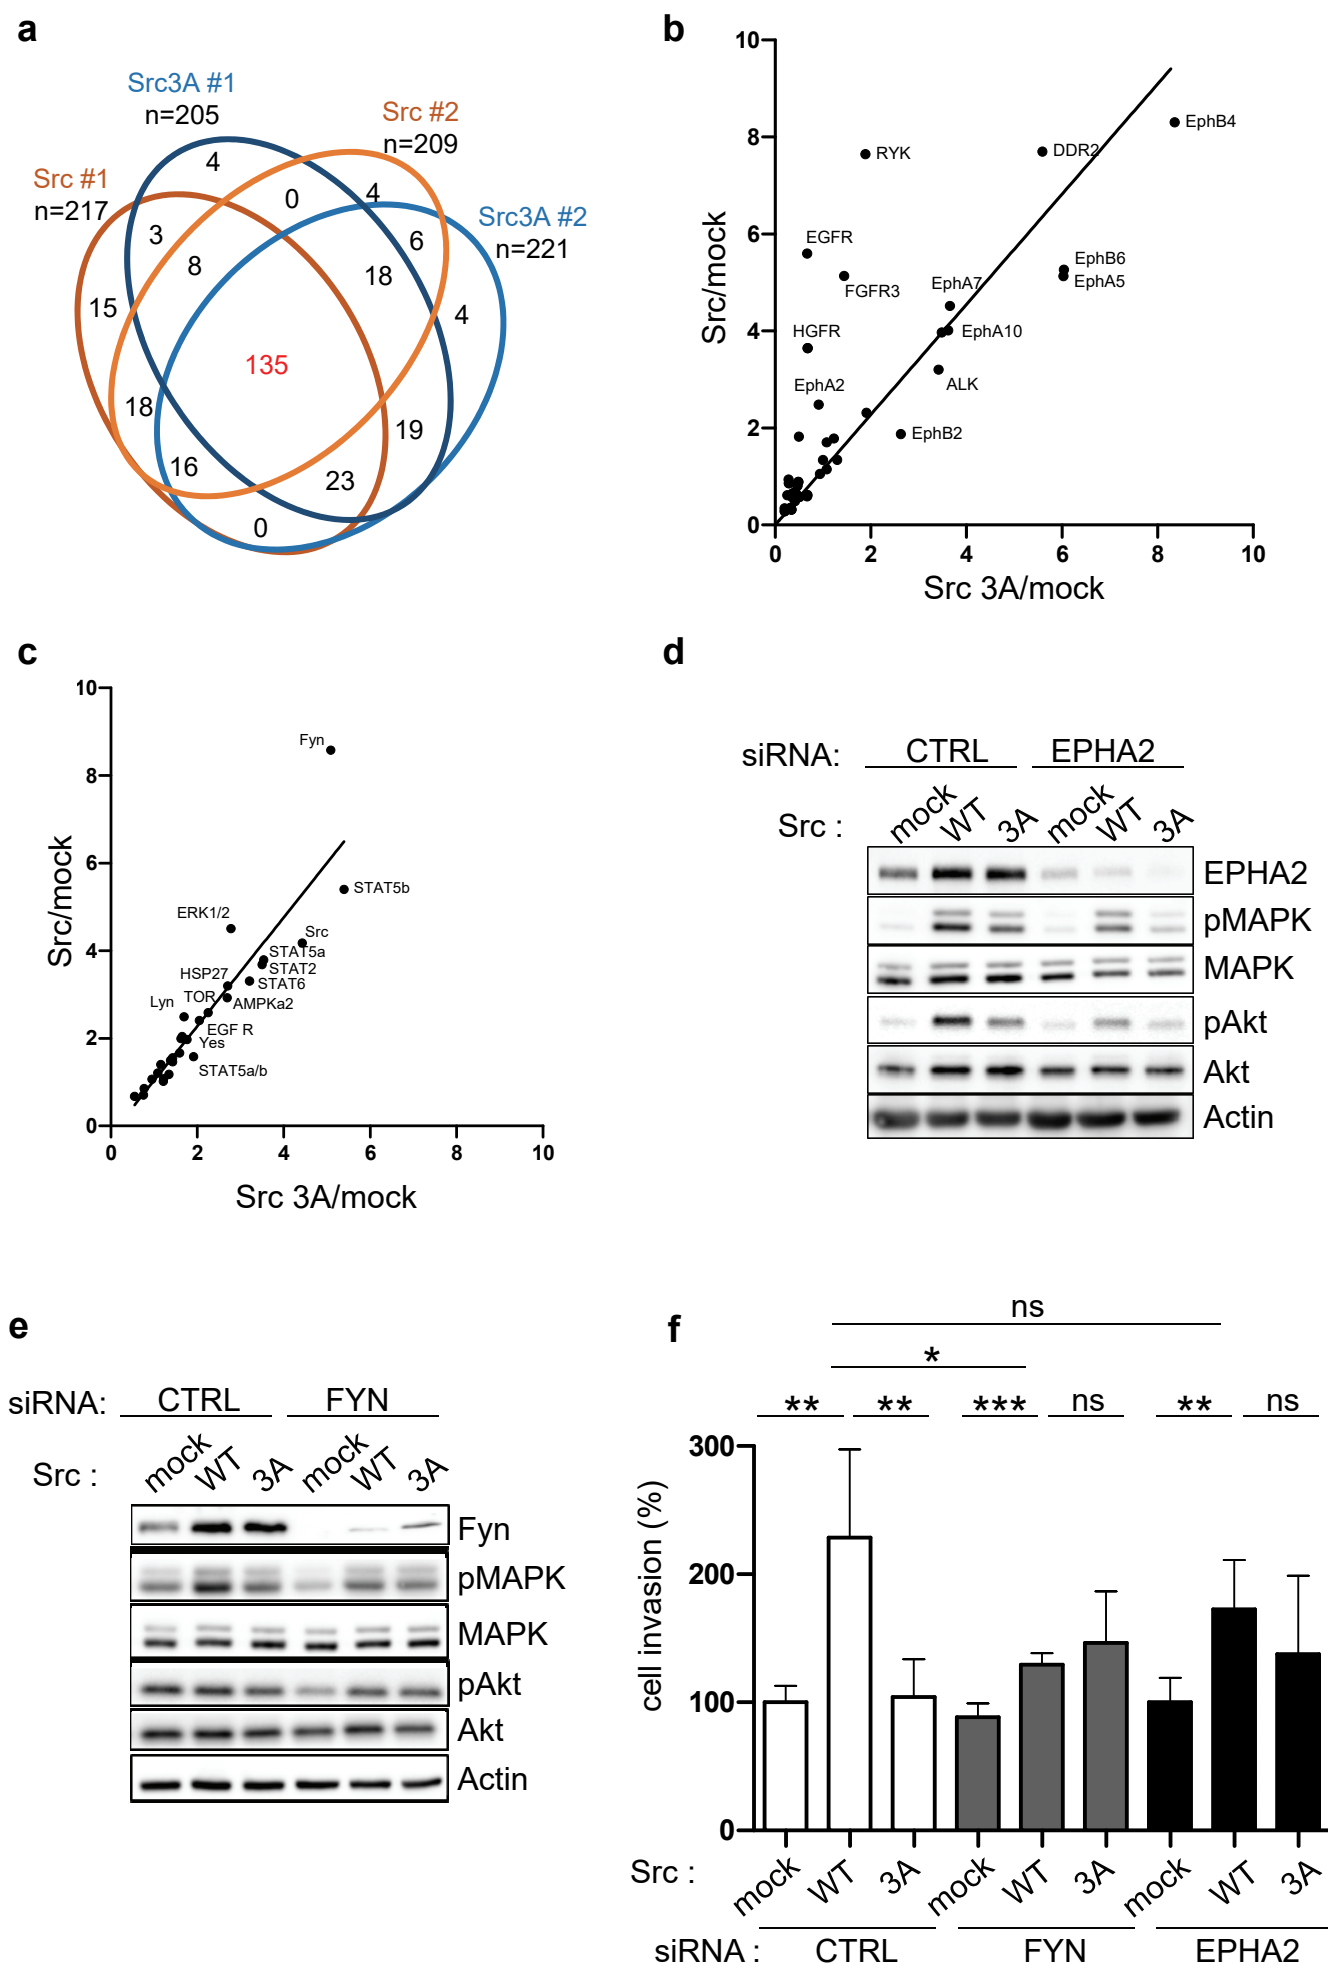 a
Src3A #1
n=205
Src #2
n=209
Src #1
n=217
Src3A #2
n=221
4
0
4
3
8
6
18
15
4
135
18
19
16
23
0
b
10
8
6
4
2
0
Src/mock
RYK
DDR2
EphB4
EGFR
FGFR3
EphB6
EphA5
EphA7
HGFR
EphA10
ALK
EphA2
EphB2
0 2 4 6 8 10
Src 3A/mock
c
10
8
6
4
2
0
Src/mock
Fyn
STAT5b
ERK1/2
Src
STAT5a
STAT2
HSP27
STAT6
Lyn
TOR
AMPKa2
EGF R
Yes
STAT5a/b
0 2 4 6 8 10
Src 3A/mock
d
siRNA: CTRL EPHA2
Src : mock WT 3A mock WT 3A
EPHA2
pMAPK
MAPK
pAkt
Akt
Actin
e
siRNA: CTRL FYN
Src : mock WT 3A mock WT 3A
Fyn
pMAPK
MAPK
pAkt
Akt
Actin
f
ns
*
** ** *** ns ** ns
300
200
100
0
cell invasion (%)
Src : mock WT 3A mock WT 3A mock WT 3A
siRNA : CTRL FYN EPHA2